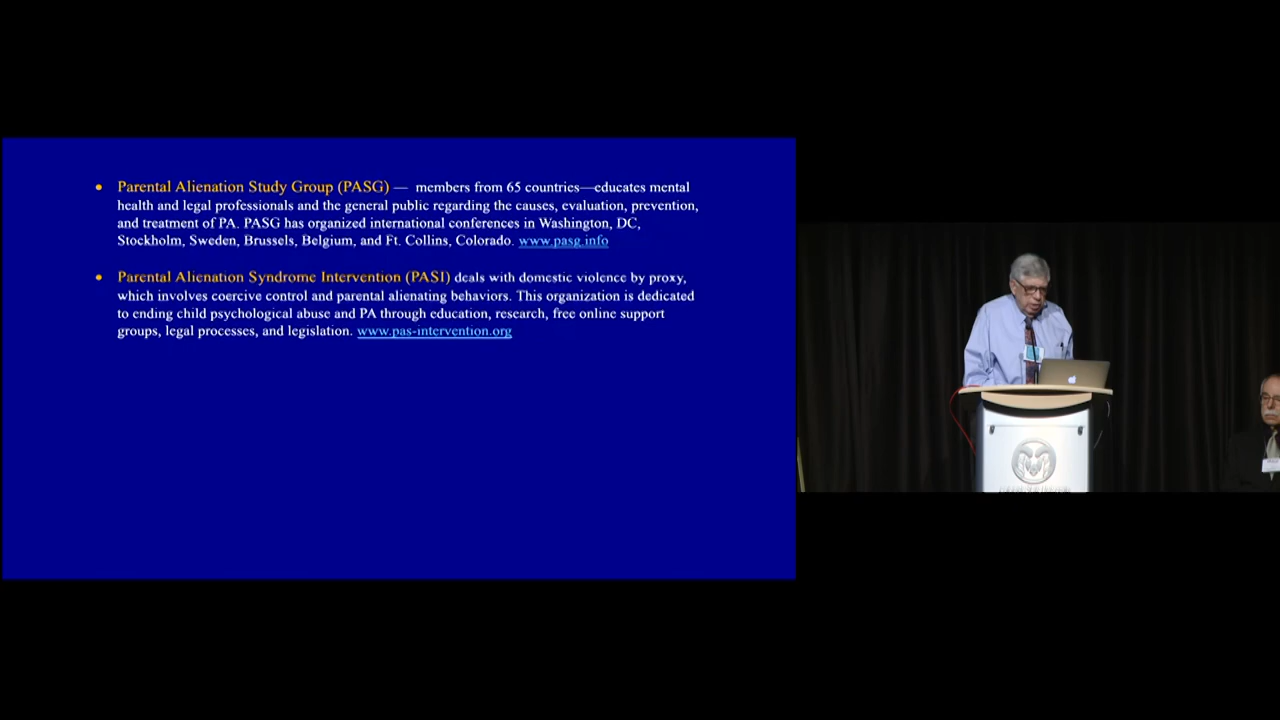 • Parental Alienation Study Group (PASG) — members from 65 countries—educates mental
health and legal professionals and the general public regarding the causes, evaluation, prevention,
and treatment of PA. PASG has organized international conferences in Washington, DC,
Stockholm, Sweden, Brussels, Belgium, and Ft. Collins, Colorado. www.pasg.info
• Parental Alienation Syndrome Intervention (PASI) deals with domestic violence by proxy,
which involves coercive control and parental alienating behaviors. This organization is dedicated
to ending child psychological abuse and PA through education, research, free online support
groups, legal processes, and legislation. www.pas-intervention.org